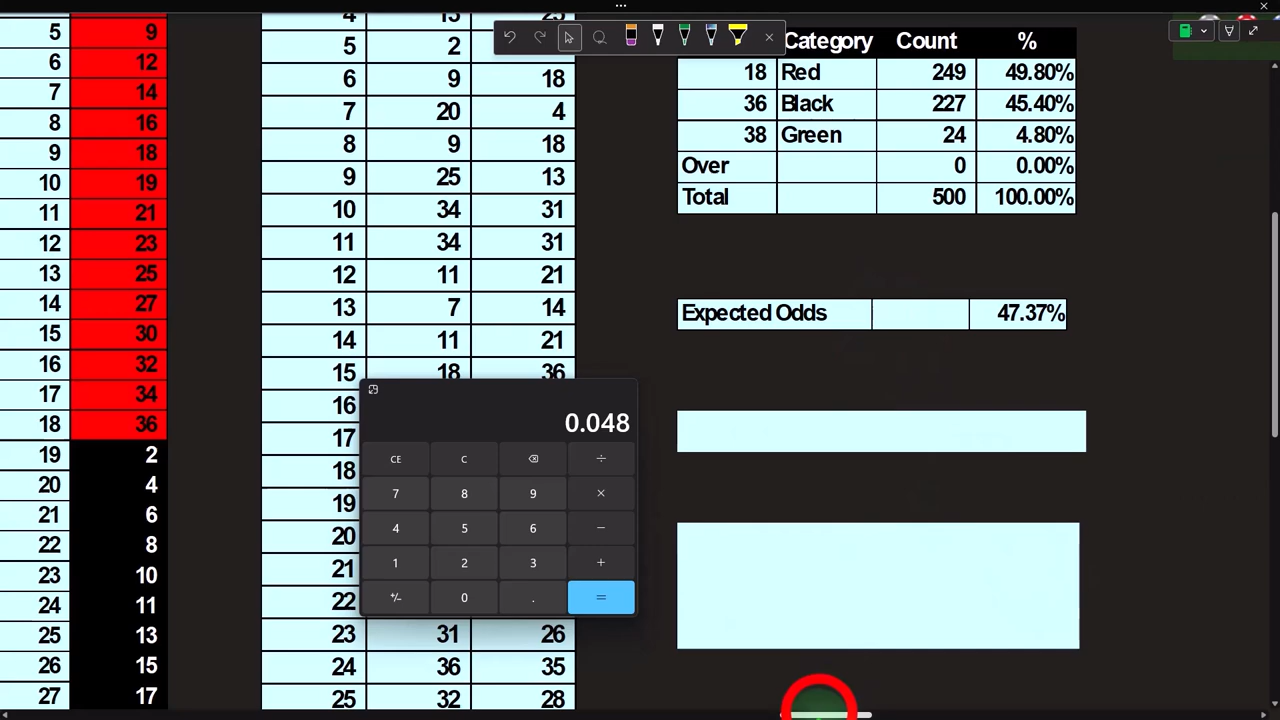 5 9
6 12
7 14
8 16
9 18
10 19
11 21
12 23
13 25
14 27
15 30
16 32
17 34
18 36
19 2
20 4
21 6
22 8
23 10
24 11
25 13
26 15
27 17
4 13 25
5 2
6 9 18
7 20 4
8 9 18
9 25 13
10 34 31
11 34 31
12 11 21
13 7 14
14 11 21
15 18 36
16
17
18
19
20
21
22
23 31 26
24 36 35
25 32 28
Category Count %
18 Red 249 49.80%
36 Black 227 45.40%
38 Green 24 4.80%
Over 0 0.00%
Total 500 100.00%
Expected Odds 47.37%
0.048
CE C ⌫ ÷
7 8 9 ×
4 5 6 −
1 2 3 +
+/− 0 . =